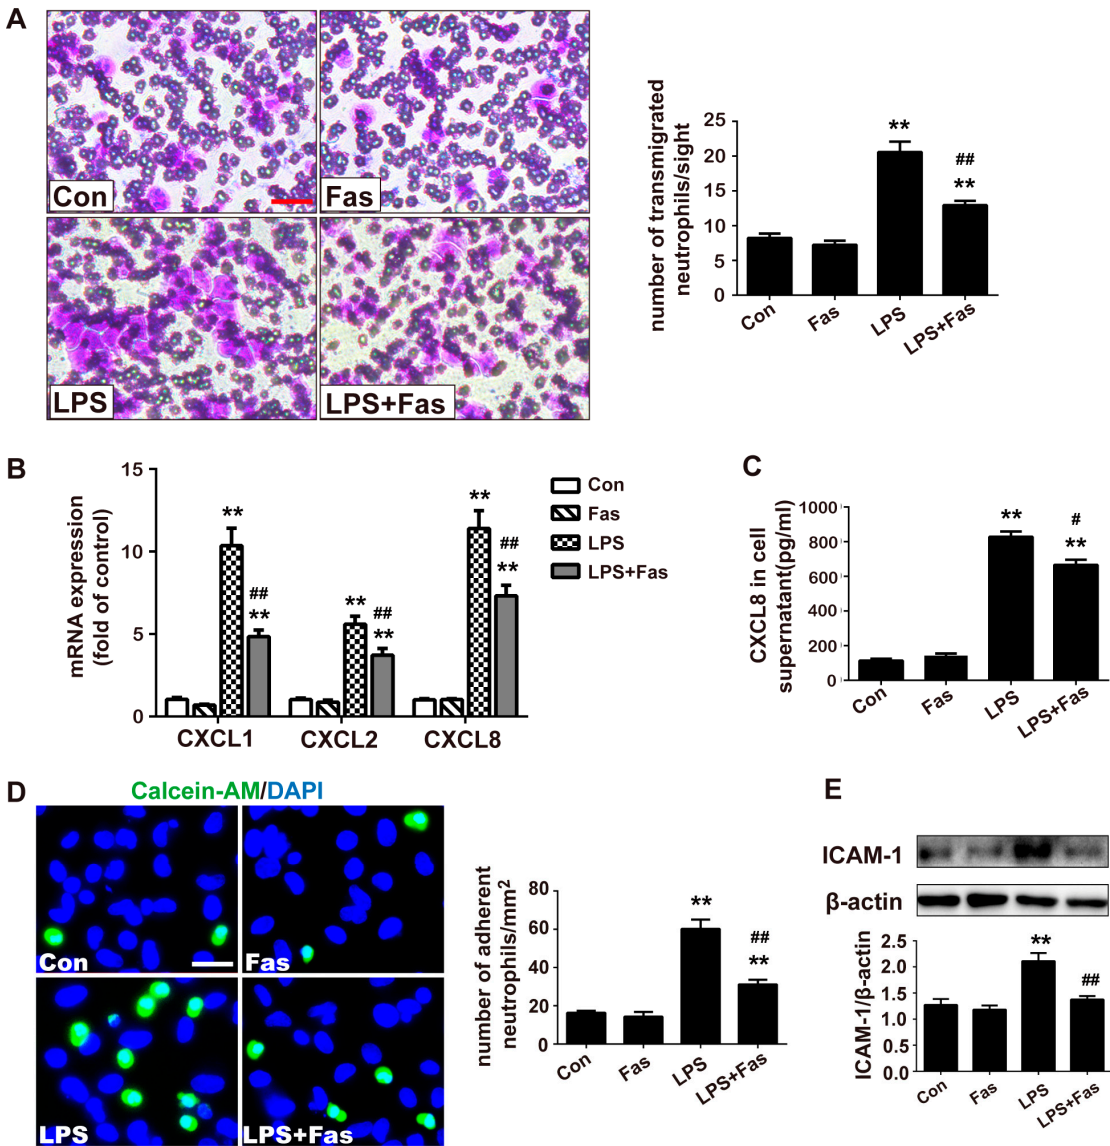 A
Con
Fas
LPS
LPS+Fas
number of transmigrated
neutrophils/sight
25
20
15
10
5
0
**
##
**
Con
Fas
LPS
LPS+Fas
B
mRNA expression
(fold of control)
15
10
5
0
**
##
**
**
##
**
**
##
**
CXCL1
CXCL2
CXCL8
Con
Fas
LPS
LPS+Fas
C
CXCL8 in cell
supernatant(pg/ml)
1000
800
600
400
200
0
**
#
**
Con
Fas
LPS
LPS+Fas
D
Calcein-AM/DAPI
Con
Fas
LPS
LPS+Fas
number of adherent
neutrophils/mm²
80
60
40
20
0
**
##
**
Con
Fas
LPS
LPS+Fas
E
ICAM-1
β-actin
ICAM-1/β-actin
2.5
2.0
1.5
1.0
0.5
0.0
**
##
Con
Fas
LPS
LPS+Fas